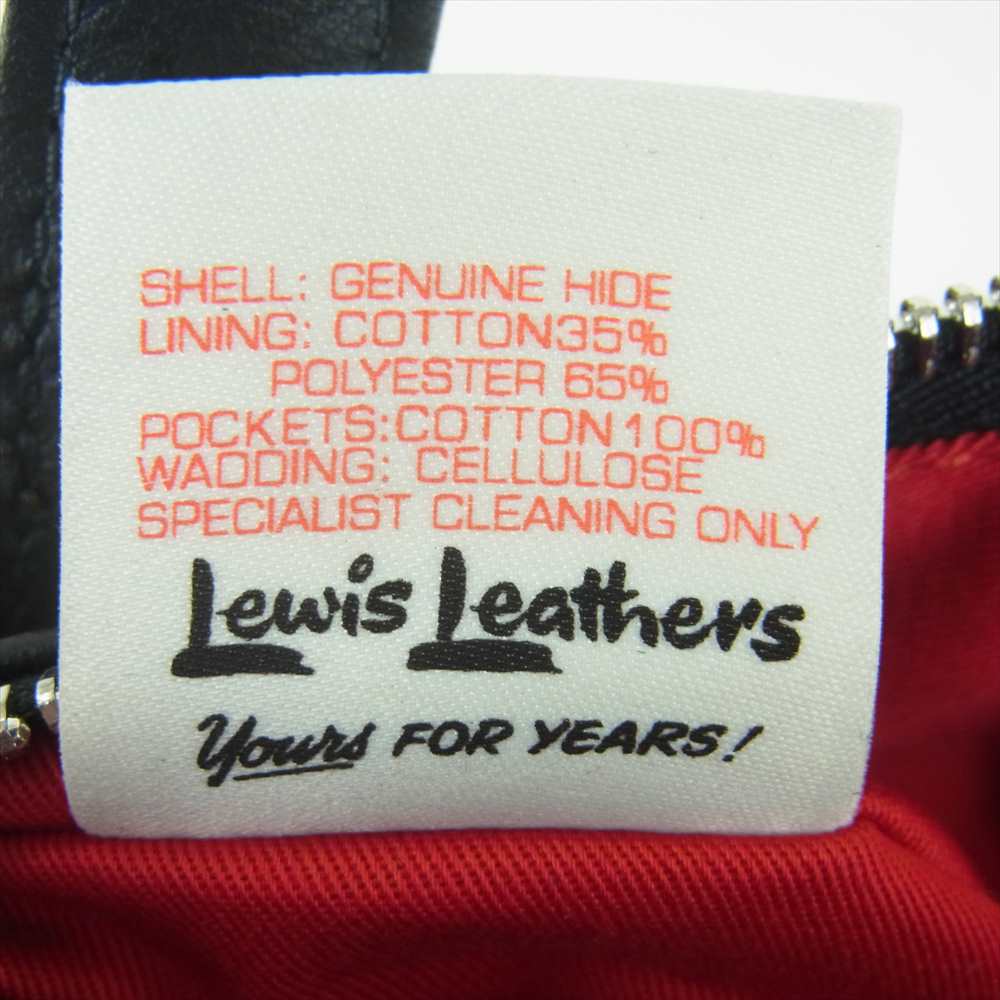 SHELL: GENUINE HIDE
LINING: COTTON35%
POLYESTER 65%
POCKETS:COTTON100%
WADDING: CELLULOSE
SPECIALIST CLEANING ONLY
Lewis Leathers
Yours FOR YEARS!